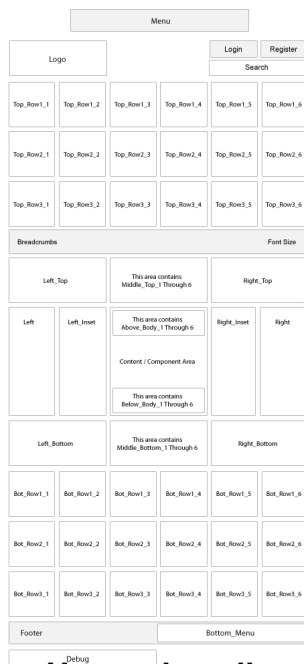 Menu
Logo
Login Register
Search
Top_Row1_1 Top_Row1_2 Top_Row1_3 Top_Row1_4 Top_Row1_5 Top_Row1_6
Top_Row2_1 Top_Row2_2 Top_Row2_3 Top_Row2_4 Top_Row2_5 Top_Row2_6
Top_Row3_1 Top_Row3_2 Top_Row3_3 Top_Row3_4 Top_Row3_5 Top_Row3_6
Breadcrumbs Font Size
Left_Top
This area contains
Middle_Top_1 Through 6
Right_Top
Left
Left_Inset
This area contains
Above_Body_1 Through 6
Content / Component Area
This area contains
Below_Body_1 Through 6
Right_Inset
Right
Left_Bottom
This area contains
Middle_Bottom_1 Through 6
Right_Bottom
Bot_Row1_1 Bot_Row1_2 Bot_Row1_3 Bot_Row1_4 Bot_Row1_5 Bot_Row1_6
Bot_Row2_1 Bot_Row2_2 Bot_Row2_3 Bot_Row2_4 Bot_Row2_5 Bot_Row2_6
Bot_Row3_1 Bot_Row3_2 Bot_Row3_3 Bot_Row3_4 Bot_Row3_5 Bot_Row3_6
Footer Bottom_Menu
Debug